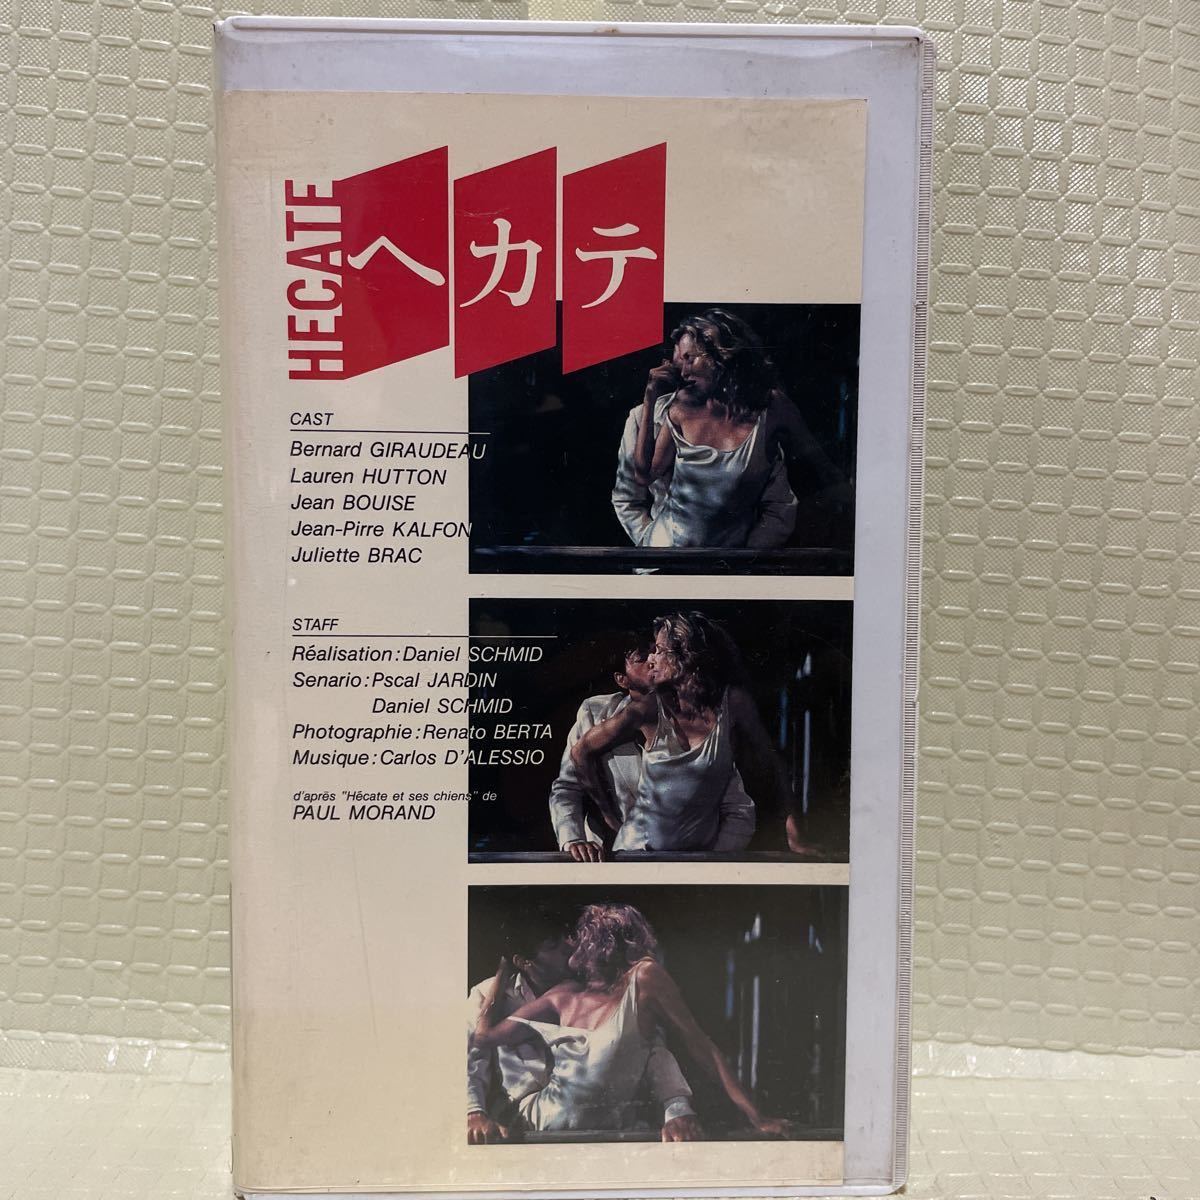 HECATE
ヘカテ
CAST
Bernard GIRAUDEAU
Lauren HUTTON
Jean BOUISE
Jean-Pirre KALFON
Juliette BRAC
STAFF
Réalisation:Daniel SCHMID
Senario:Pscal JARDIN
Daniel SCHMID
Photographie:Renato BERTA
Musique:Carlos D'ALESSIO
d'après "Hécate et ses chiens" de
PAUL MORAND